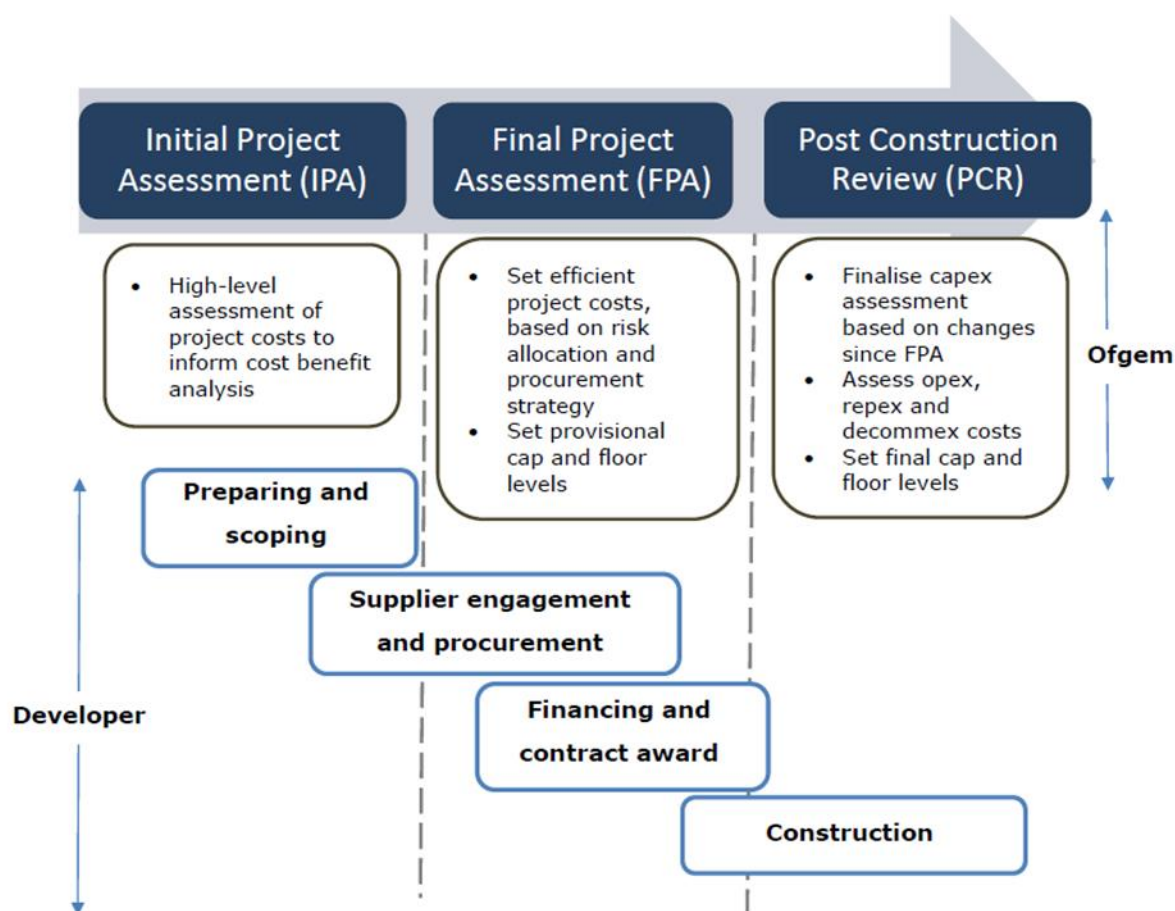 Initial Project
Assessment (IPA)
Final Project
Assessment (FPA)
Post Construction
Review (PCR)
• High-level
assessment of
project costs to
inform cost benefit
analysis
• Set efficient
project costs,
based on risk
allocation and
procurement
strategy
• Set provisional
cap and floor
levels
• Finalise capex
assessment
based on changes
since FPA
• Assess opex,
repex and
decommex costs
• Set final cap and
floor levels
Ofgem
Developer
Preparing and
scoping
Supplier engagement
and procurement
Financing and
contract award
Construction